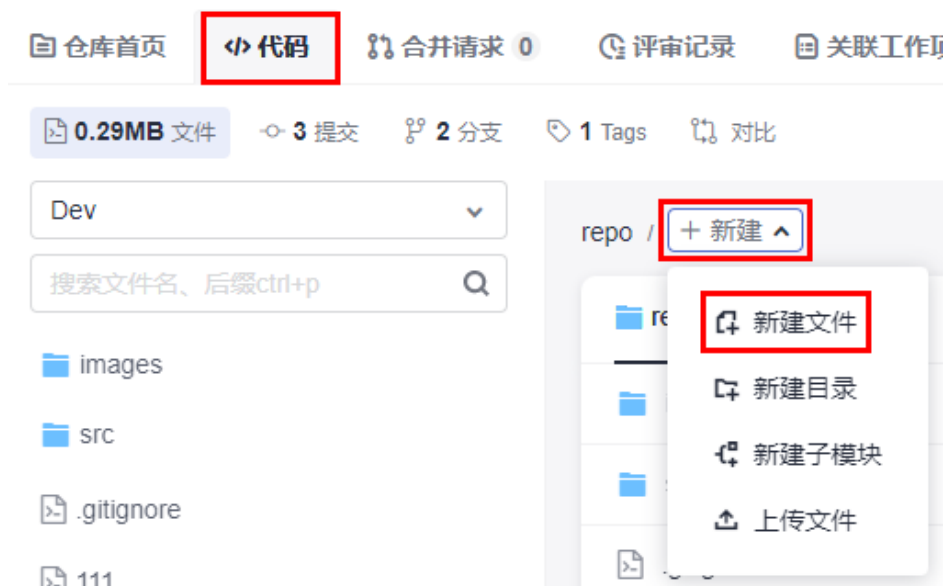 仓库首页 </> 代码 合并请求 0 评审记录 关联工作项
0.29MB 文件 3 提交 2 分支 1 Tags 对比
Dev
repo / + 新建
搜索文件名、后缀ctrl+p
新建文件
images
新建目录
src
新建子模块
.gitignore
上传文件
111